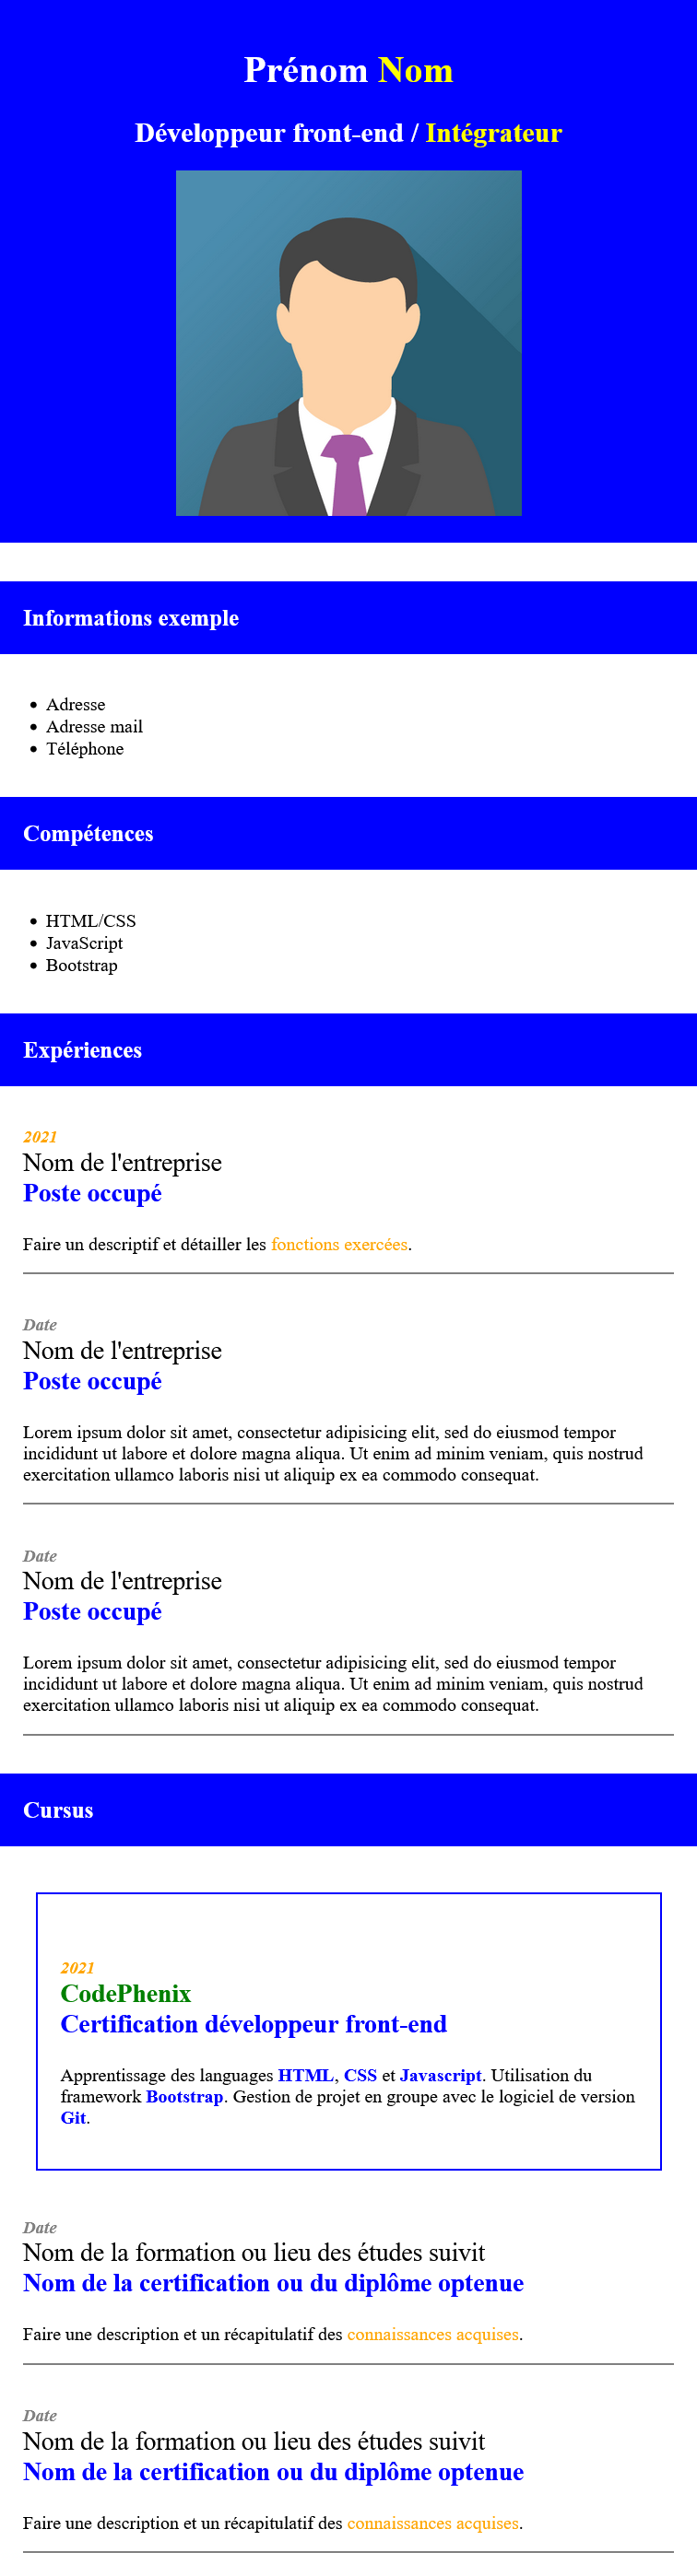 Prénom Nom
Développeur front-end / Intégrateur
Informations exemple
Adresse
Adresse mail
Téléphone
Compétences
HTML/CSS
JavaScript
Bootstrap
Expériences
2021
Nom de l'entreprise
Poste occupé
Faire un descriptif et détailler les fonctions exercées.
Date
Nom de l'entreprise
Poste occupé
Lorem ipsum dolor sit amet, consectetur adipisicing elit, sed do eiusmod tempor
incididunt ut labore et dolore magna aliqua. Ut enim ad minim veniam, quis nostrud
exercitation ullamco laboris nisi ut aliquip ex ea commodo consequat.
Date
Nom de l'entreprise
Poste occupé
Lorem ipsum dolor sit amet, consectetur adipisicing elit, sed do eiusmod tempor
incididunt ut labore et dolore magna aliqua. Ut enim ad minim veniam, quis nostrud
exercitation ullamco laboris nisi ut aliquip ex ea commodo consequat.
Cursus
2021
CodePhenix
Certification développeur front-end
Apprentissage des languages HTML, CSS et Javascript. Utilisation du
framework Bootstrap. Gestion de projet en groupe avec le logiciel de version
Git.
Date
Nom de la formation ou lieu des études suivit
Nom de la certification ou du diplôme optenue
Faire une description et un récapitulatif des connaissances acquises.
Date
Nom de la formation ou lieu des études suivit
Nom de la certification ou du diplôme optenue
Faire une description et un récapitulatif des connaissances acquises.